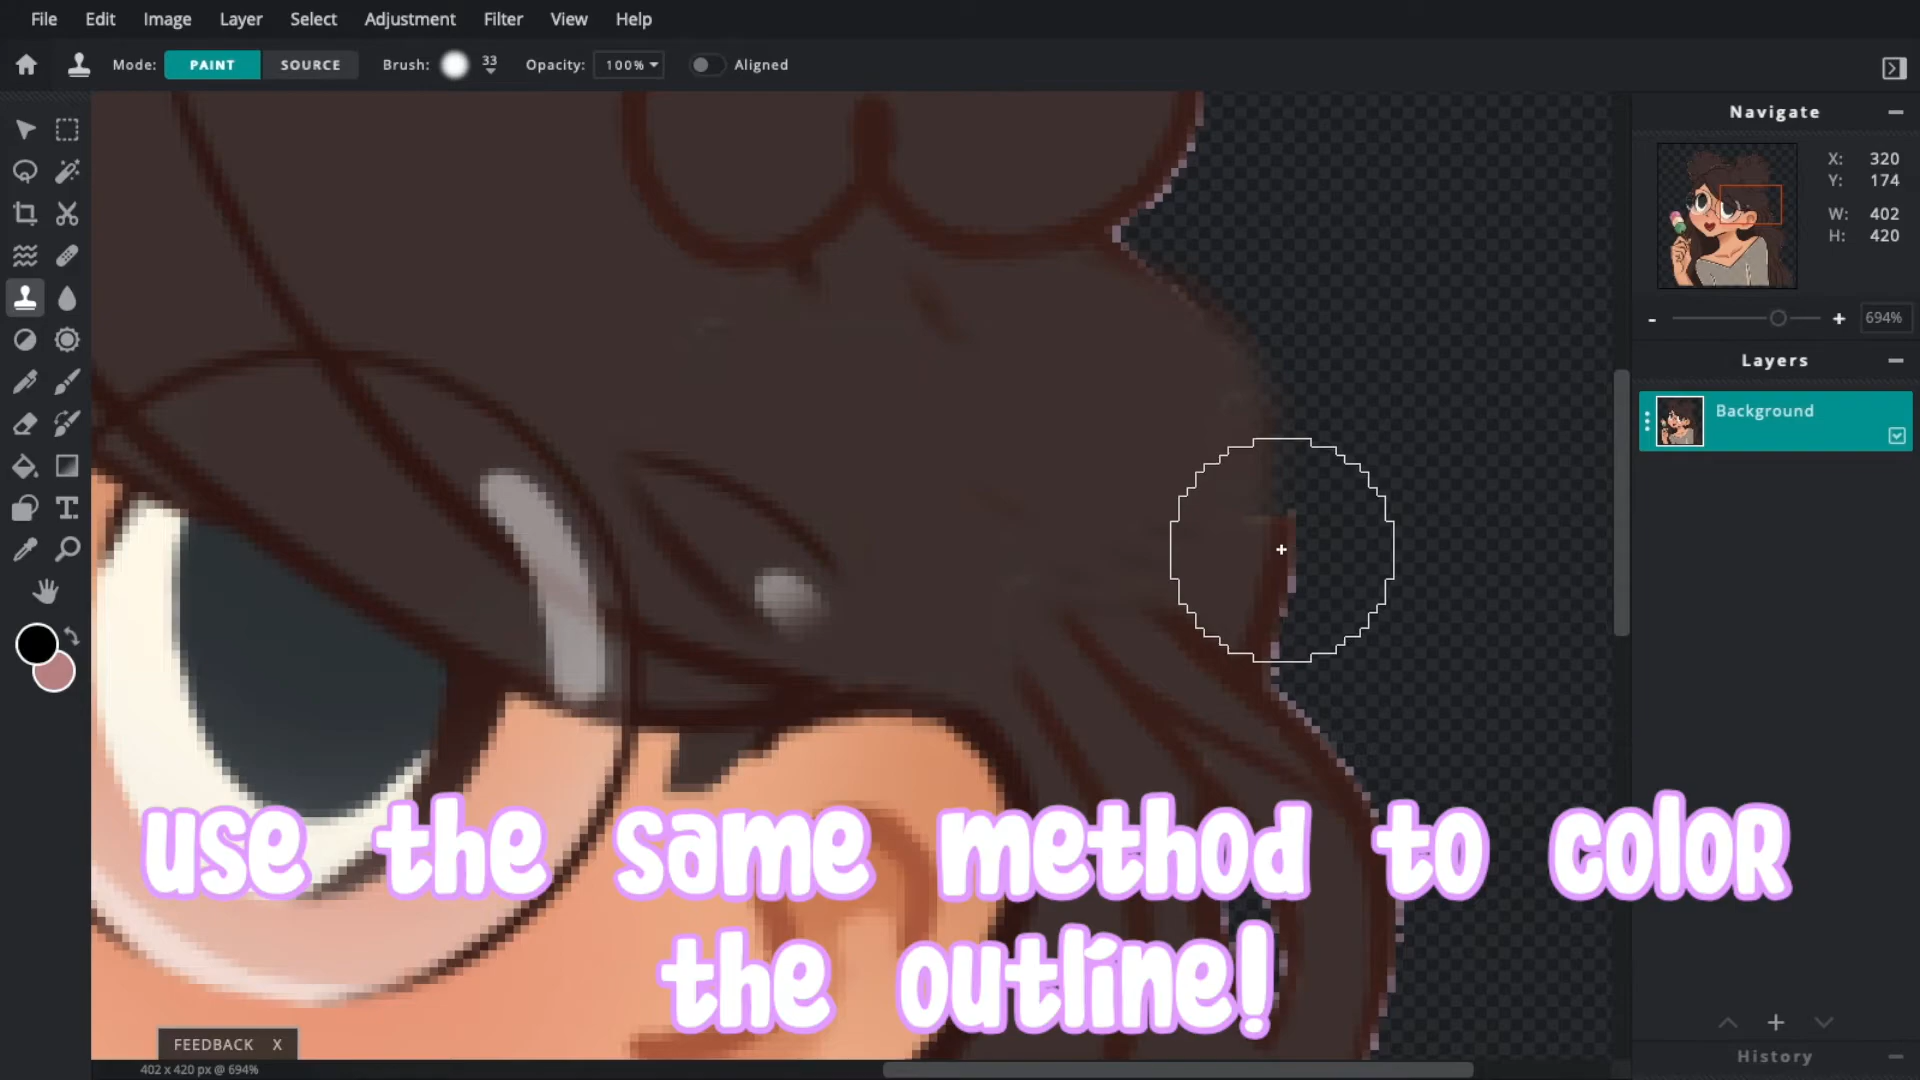 File Edit Image Layer Select Adjustment Filter View Help
Mode: PAINT SOURCE Brush: 33 Opacity: 100% Aligned
Navigate
X: 320
Y: 174
W: 402
H: 420
- + 694%
Layers
Background
use the same method to color
the outline!
FEEDBACK X
History
402 x 420 px @ 694%